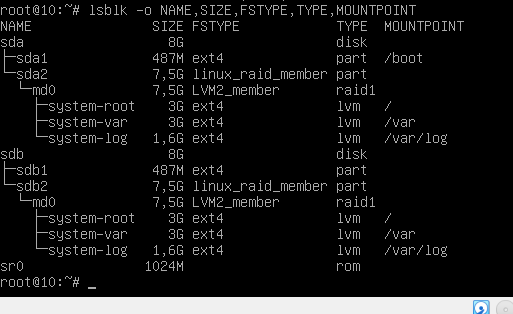 root@10:~# lsblk -o NAME,SIZE,FSTYPE,TYPE,MOUNTPOINT
NAME                SIZE FSTYPE            TYPE  MOUNTPOINT
sda                   8G                   disk
├─sda1              487M ext4              part  /boot
└─sda2              7,5G linux_raid_member part
  └─md0             7,5G LVM2_member       raid1
    ├─system-root     3G ext4              lvm   /
    ├─system-var      3G ext4              lvm   /var
    └─system-log    1,6G ext4              lvm   /var/log
sdb                   8G                   disk
├─sdb1              487M ext4              part
└─sdb2              7,5G linux_raid_member part
  └─md0             7,5G LVM2_member       raid1
    ├─system-root     3G ext4              lvm   /
    ├─system-var      3G ext4              lvm   /var
    └─system-log    1,6G ext4              lvm   /var/log
sr0                1024M                   rom
root@10:~# _